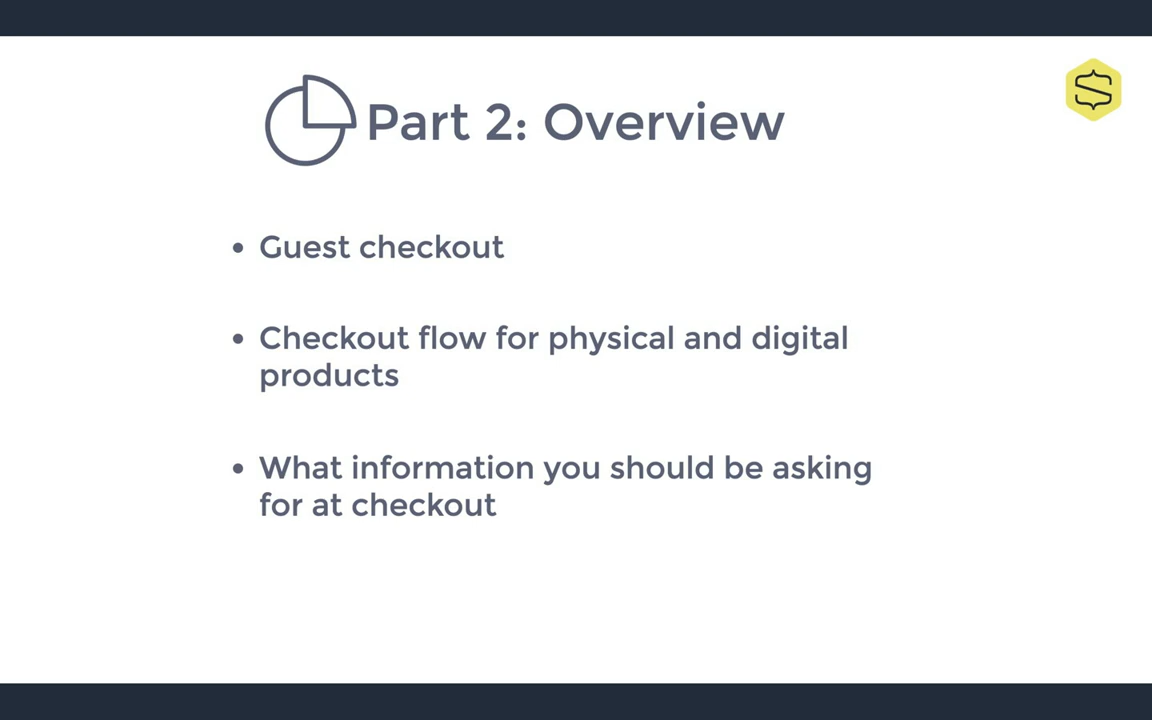 Part 2: Overview
• Guest checkout
• Checkout flow for physical and digital
products
• What information you should be asking
for at checkout